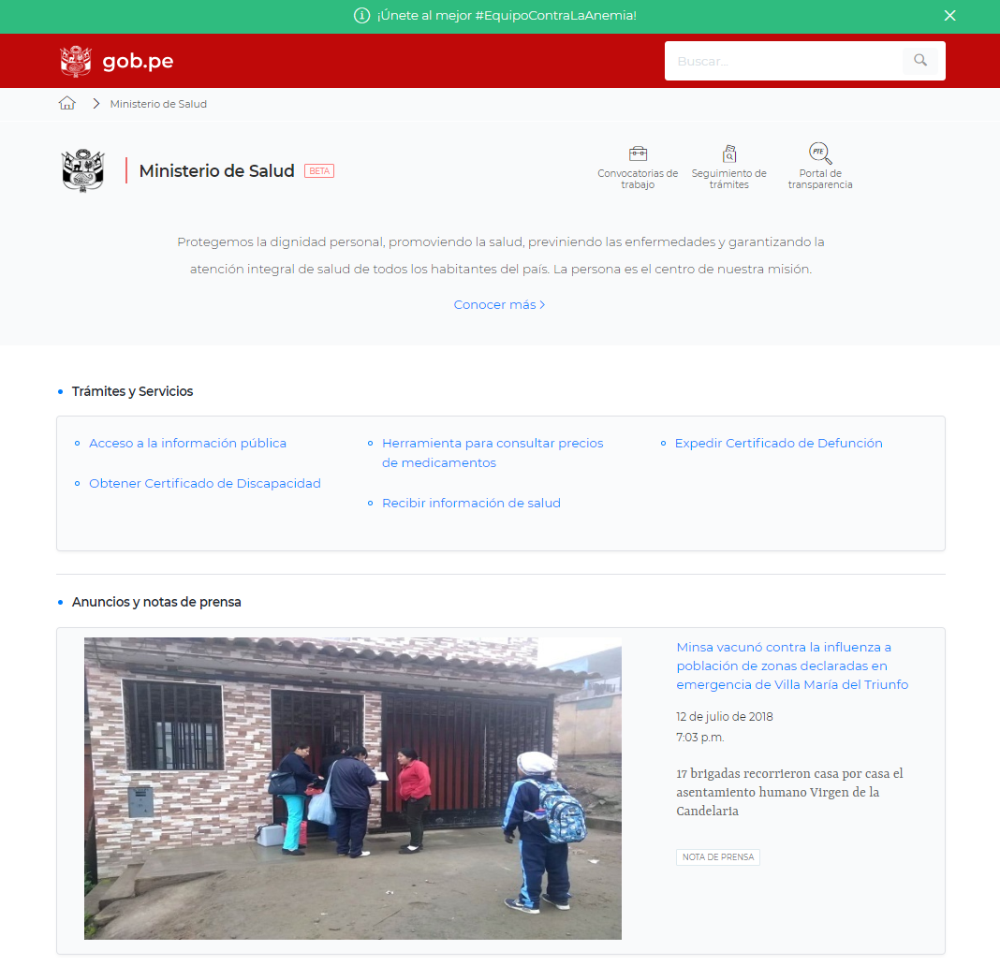 ¡Únete al mejor #EquipoContraLaAnemia!
gob.pe
Buscar...
Ministerio de Salud
Ministerio de Salud
BETA
Convocatorias de
trabajo
Seguimiento de
trámites
PTE
Portal de
transparencia
Protegemos la dignidad personal, promoviendo la salud, previniendo las enfermedades y garantizando la
atención integral de salud de todos los habitantes del país. La persona es el centro de nuestra misión.
Conocer más
Trámites y Servicios
Acceso a la información pública
Obtener Certificado de Discapacidad
Herramienta para consultar precios
de medicamentos
Recibir información de salud
Expedir Certificado de Defunción
Anuncios y notas de prensa
Minsa vacunó contra la influenza a
población de zonas declaradas en
emergencia de Villa María del Triunfo
12 de julio de 2018
7:03 p.m.
17 brigadas recorrieron casa por casa el
asentamiento humano Virgen de la
Candelaria
NOTA DE PRENSA